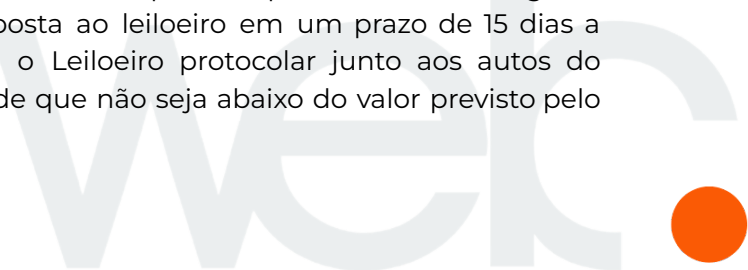 posta ao leiloeiro em um prazo de 15 dias a
o Leiloeiro protocolar junto aos autos do
de que não seja abaixo do valor previsto pelo
web.